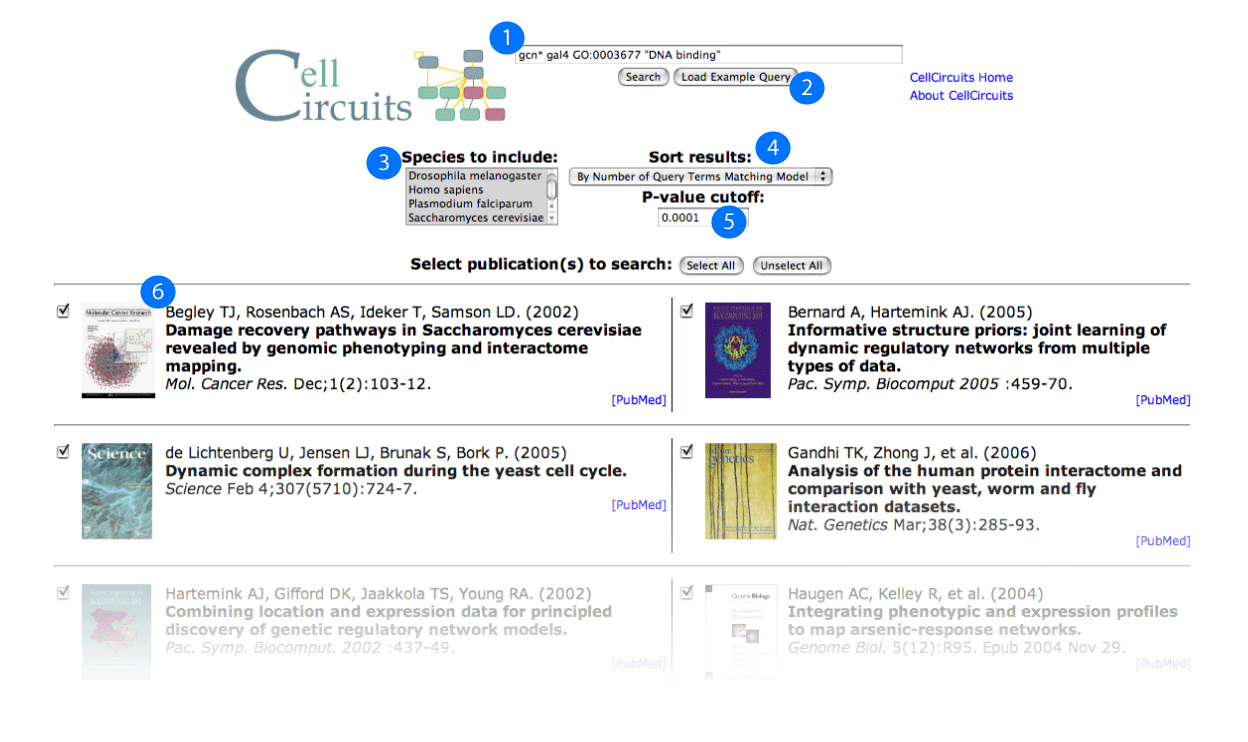 1
gcn* gal4 GO:0003677 "DNA binding"
Cell
Circuits
Search Load Example Query
2
CellCircuits Home
About CellCircuits
3
Species to include:
Drosophila melanogaster
Homo sapiens
Plasmodium falciparum
Saccharomyces cerevisiae
Sort results:
4
By Number of Query Terms Matching Model
P-value cutoff:
0.0001
5
Select publication(s) to search: Select All Unselect All
6
Molecular Cancer Research
Begley TJ, Rosenbach AS, Ideker T, Samson LD. (2002)
Damage recovery pathways in Saccharomyces cerevisiae
revealed by genomic phenotyping and interactome
mapping.
Mol. Cancer Res. Dec;1(2):103-12.
[PubMed]
BIOCOMPUTING 2005
Bernard A, Hartemink AJ. (2005)
Informative structure priors: joint learning of
dynamic regulatory networks from multiple
types of data.
Pac. Symp. Biocomput 2005 :459-70.
[PubMed]
Science
de Lichtenberg U, Jensen LJ, Brunak S, Bork P. (2005)
Dynamic complex formation during the yeast cell cycle.
Science Feb 4;307(5710):724-7.
[PubMed]
genetics
Gandhi TK, Zhong J, et al. (2006)
Analysis of the human protein interactome and
comparison with yeast, worm and fly
interaction datasets.
Nat. Genetics Mar;38(3):285-93.
[PubMed]
Hartemink AJ, Gifford DK, Jaakkola TS, Young RA. (2002)
Combining location and expression data for principled
discovery of genetic regulatory network models.
Pac. Symp. Biocomput. 2002 :437-49.
[PubMed]
Genome Biology
Haugen AC, Kelley R, et al. (2004)
Integrating phenotypic and expression profiles
to map arsenic-response networks.
Genome Biol. 5(12):R95. Epub 2004 Nov 29.
[PubMed]